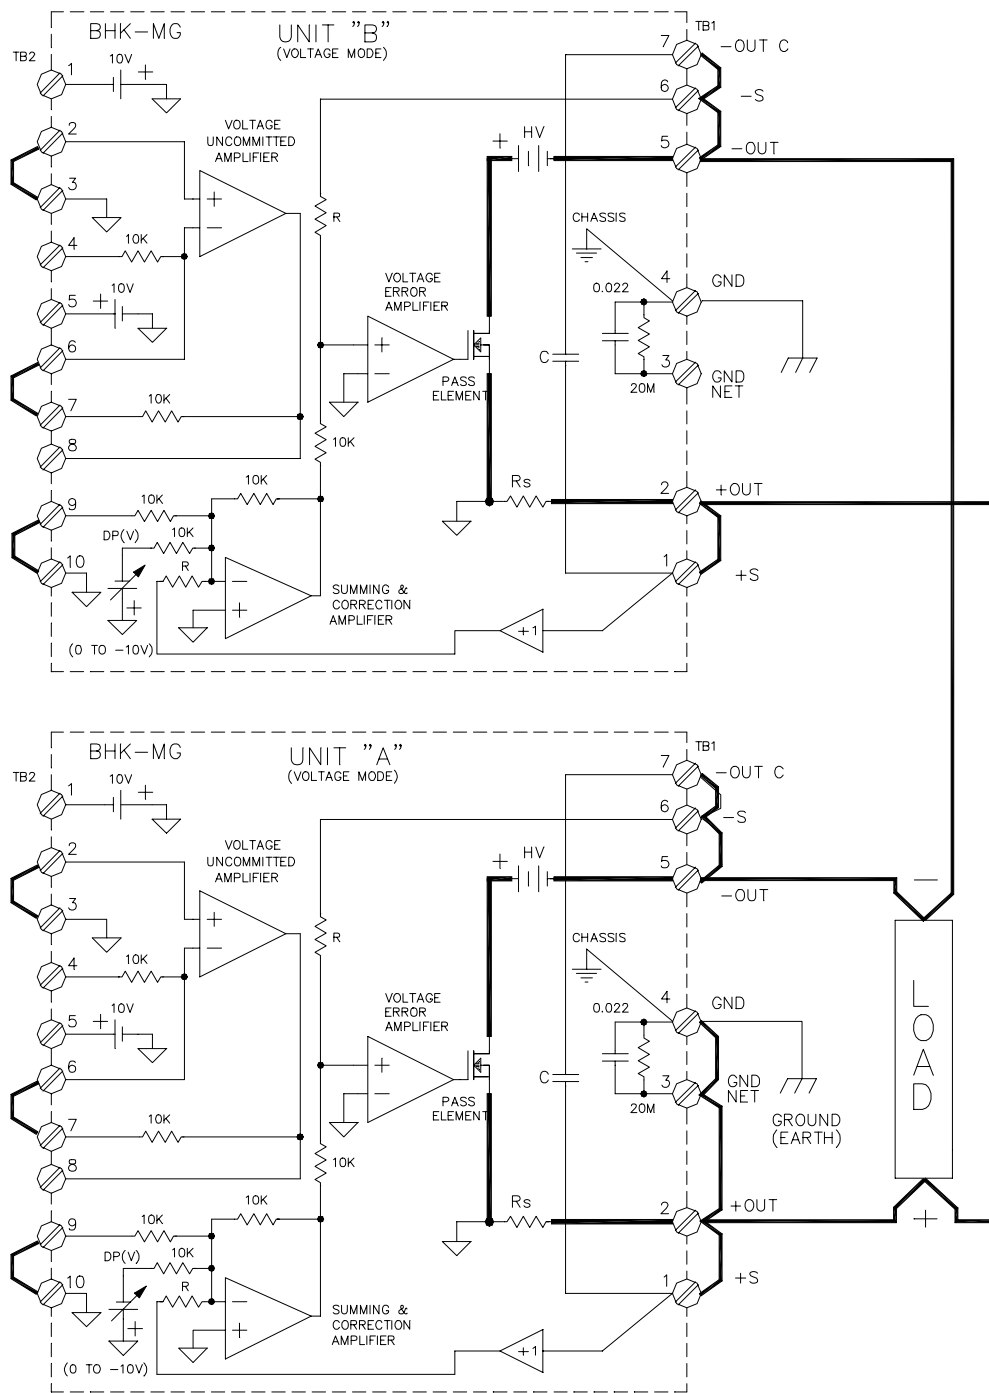 BHK-MG
UNIT "B"
(VOLTAGE MODE)
TB2
TB1
1
10V
+
7
-OUT C
6
-S
2
VOLTAGE
UNCOMMITTED
AMPLIFIER
+
HV
5
-OUT
3
+
-
R
CHASSIS
4
10K
VOLTAGE
ERROR
AMPLIFIER
4
GND
0.022
5
+
10V
6
+
-
PASS
ELEMENT
C
20M
3
GND
NET
7
10K
8
10K
10K
Rs
2
+OUT
9
10K
DP(V)
10K
R
10
+
-
+
SUMMING &
CORRECTION
AMPLIFIER
1
+S
+1
(0 TO -10V)
BHK-MG
UNIT "A"
(VOLTAGE MODE)
TB2
TB1
1
10V
+
7
-OUT C
6
-S
2
VOLTAGE
UNCOMMITTED
AMPLIFIER
+
HV
5
-OUT
-
3
+
-
R
CHASSIS
4
10K
VOLTAGE
ERROR
AMPLIFIER
4
GND
0.022
5
+
10V
6
+
-
PASS
ELEMENT
C
20M
3
GND
NET
LOAD
GROUND
(EARTH)
7
10K
8
10K
10K
Rs
2
+OUT
+
9
10K
DP(V)
10K
R
10
+
-
+
SUMMING &
CORRECTION
AMPLIFIER
1
+S
+1
(0 TO -10V)